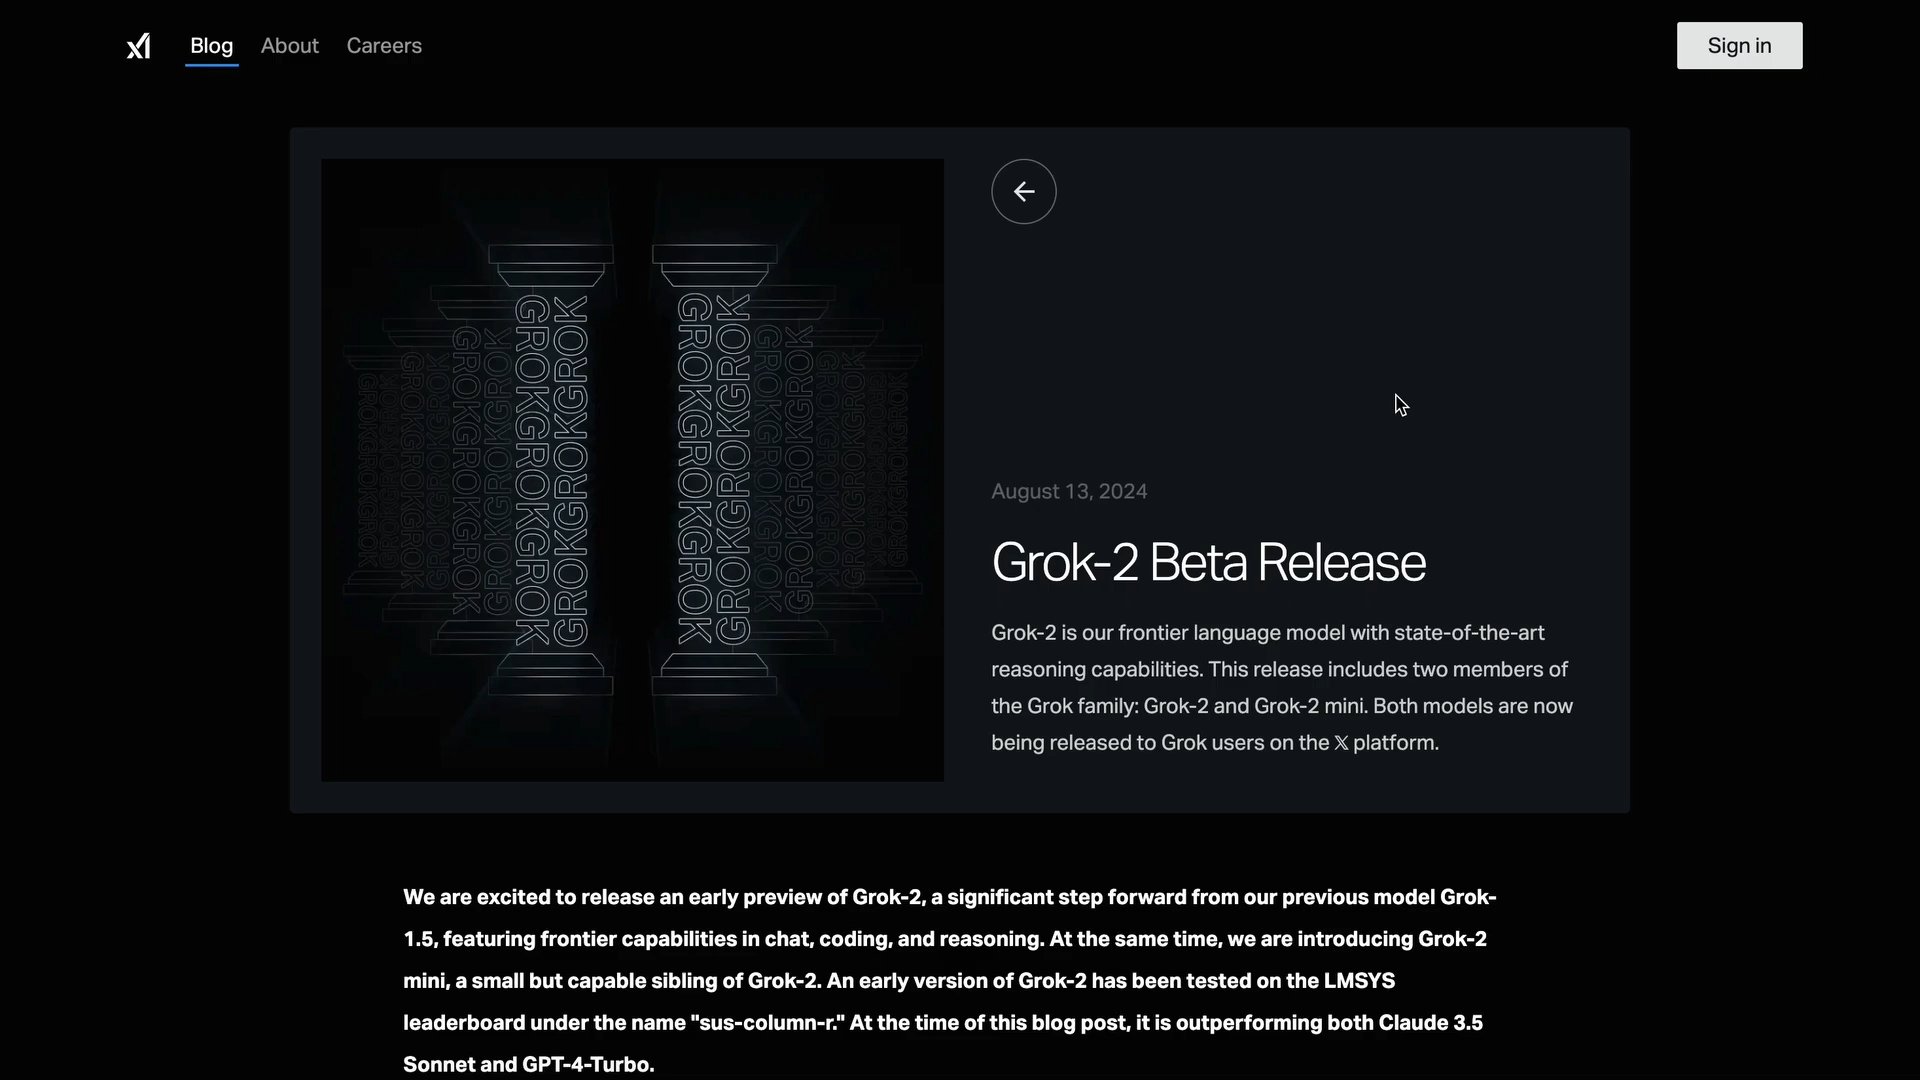 Blog About Careers
Sign in
GROKGROKGROK
GROKGROKGROK
GROKGROKGROK
GROKGROKGROK
August 13, 2024
Grok-2 Beta Release
Grok-2 is our frontier language model with state-of-the-art
reasoning capabilities. This release includes two members of
the Grok family: Grok-2 and Grok-2 mini. Both models are now
being released to Grok users on the 𝕏 platform.
We are excited to release an early preview of Grok-2, a significant step forward from our previous model Grok-
1.5, featuring frontier capabilities in chat, coding, and reasoning. At the same time, we are introducing Grok-2
mini, a small but capable sibling of Grok-2. An early version of Grok-2 has been tested on the LMSYS
leaderboard under the name "sus-column-r." At the time of this blog post, it is outperforming both Claude 3.5
Sonnet and GPT-4-Turbo.